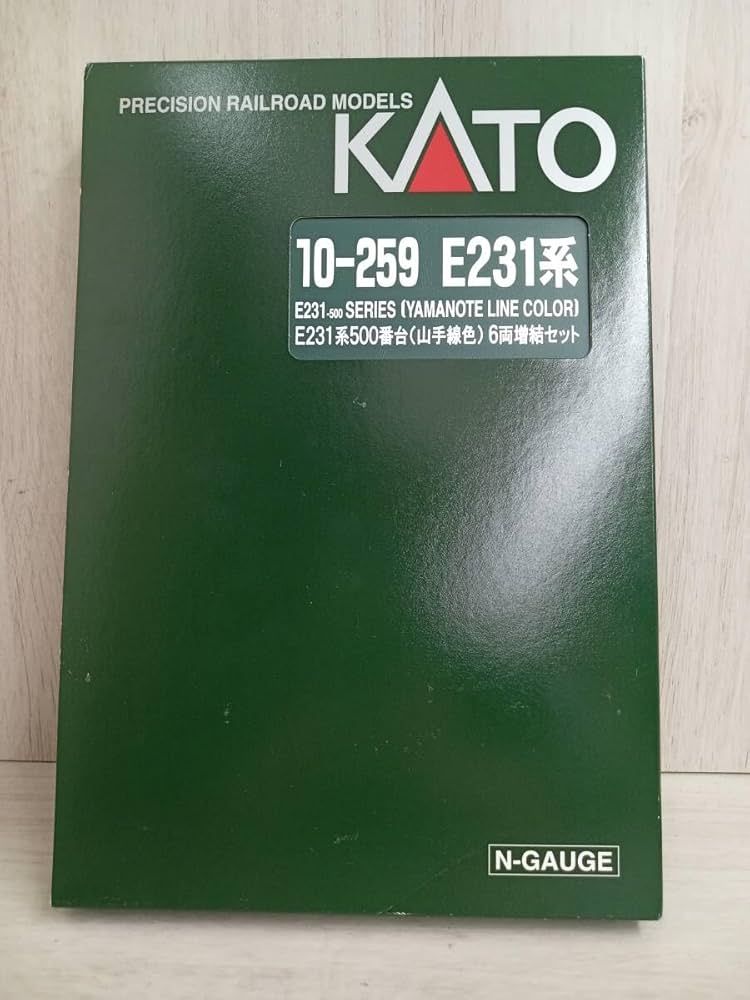 PRECISION RAILROAD MODELS
KATO
10-259 E231系
E231-500 SERIES (YAMANOTE LINE COLOR)
E231系500番台(山手線色) 6両増結セット
N-GAUGE